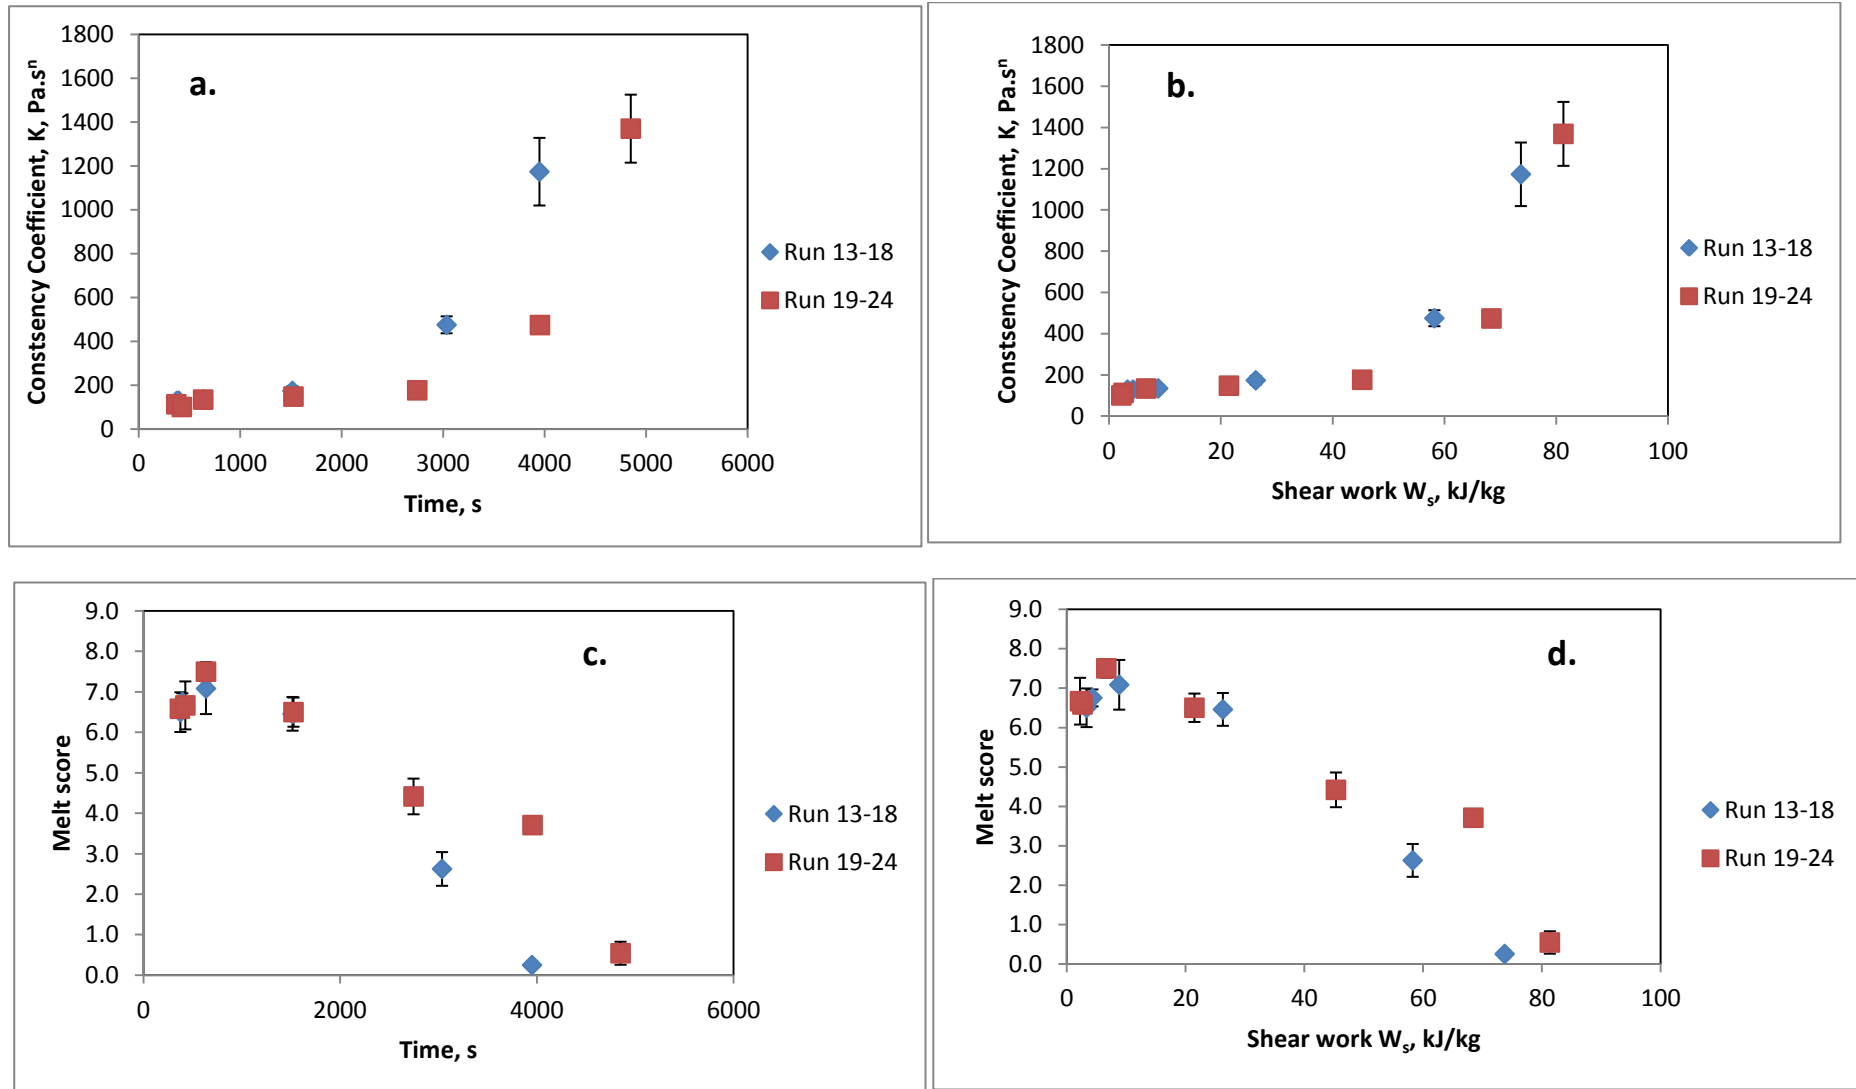 a.
Constsency Coefficient, K, Pa.sⁿ
1800
1600
1400
1200
1000
800
600
400
200
0
0 1000 2000 3000 4000 5000 6000
Time, s
Run 13-18
Run 19-24
b.
Constsency Coefficient, K, Pa.sⁿ
1800
1600
1400
1200
1000
800
600
400
200
0
0 20 40 60 80 100
Shear work Wₛ, kJ/kg
Run 13-18
Run 19-24
c.
Melt score
9.0
8.0
7.0
6.0
5.0
4.0
3.0
2.0
1.0
0.0
0 2000 4000 6000
Time, s
Run 13-18
Run 19-24
d.
Melt score
9.0
8.0
7.0
6.0
5.0
4.0
3.0
2.0
1.0
0.0
0 20 40 60 80 100
Shear work Wₛ, kJ/kg
Run 13-18
Run 19-24